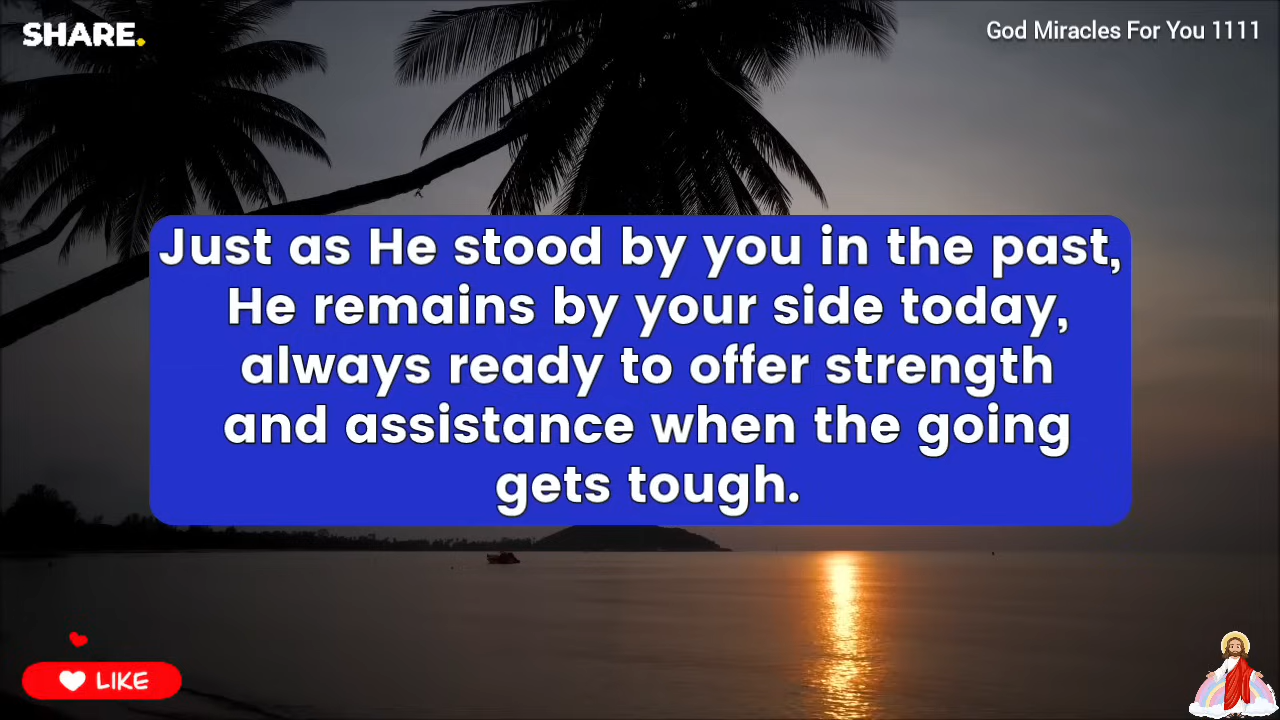 SHARE.
God Miracles For You 1111
Just as He stood by you in the past,
He remains by your side today,
always ready to offer strength
and assistance when the going
gets tough.
LIKE